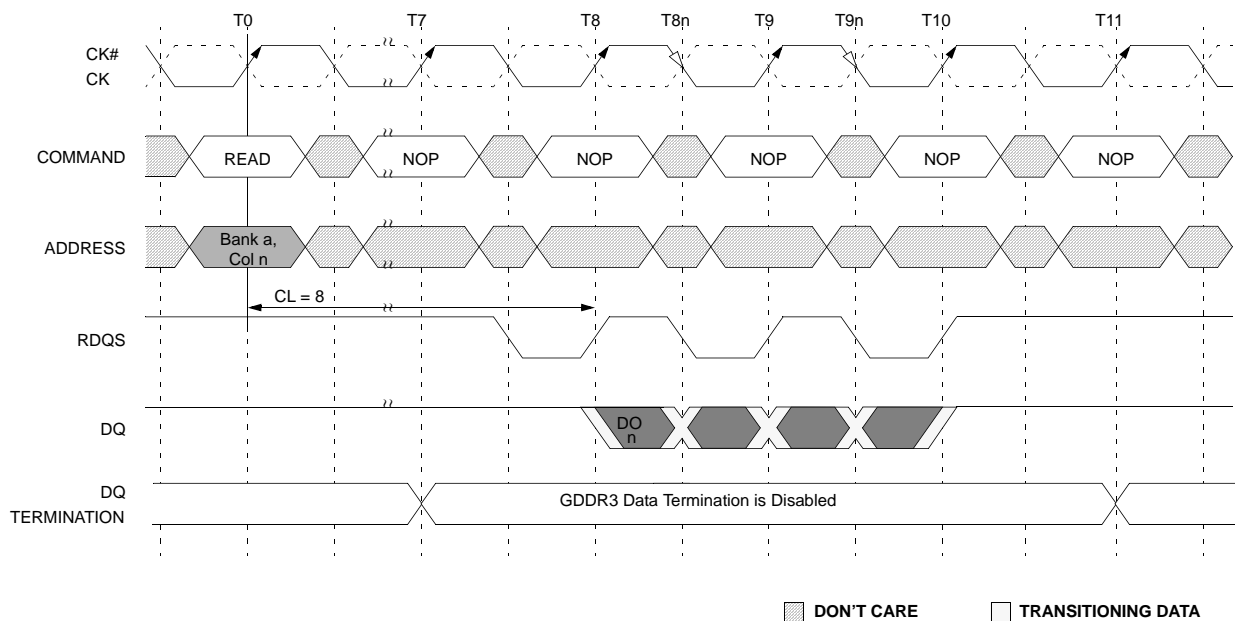 T0 T7 T8 T8n T9 T9n T10 T11
CK#
CK
COMMAND READ NOP NOP NOP NOP NOP
ADDRESS Bank a,
Col n
CL = 8
RDQS
DQ DO
n
DQ
TERMINATION GDDR3 Data Termination is Disabled
DON'T CARE TRANSITIONING DATA